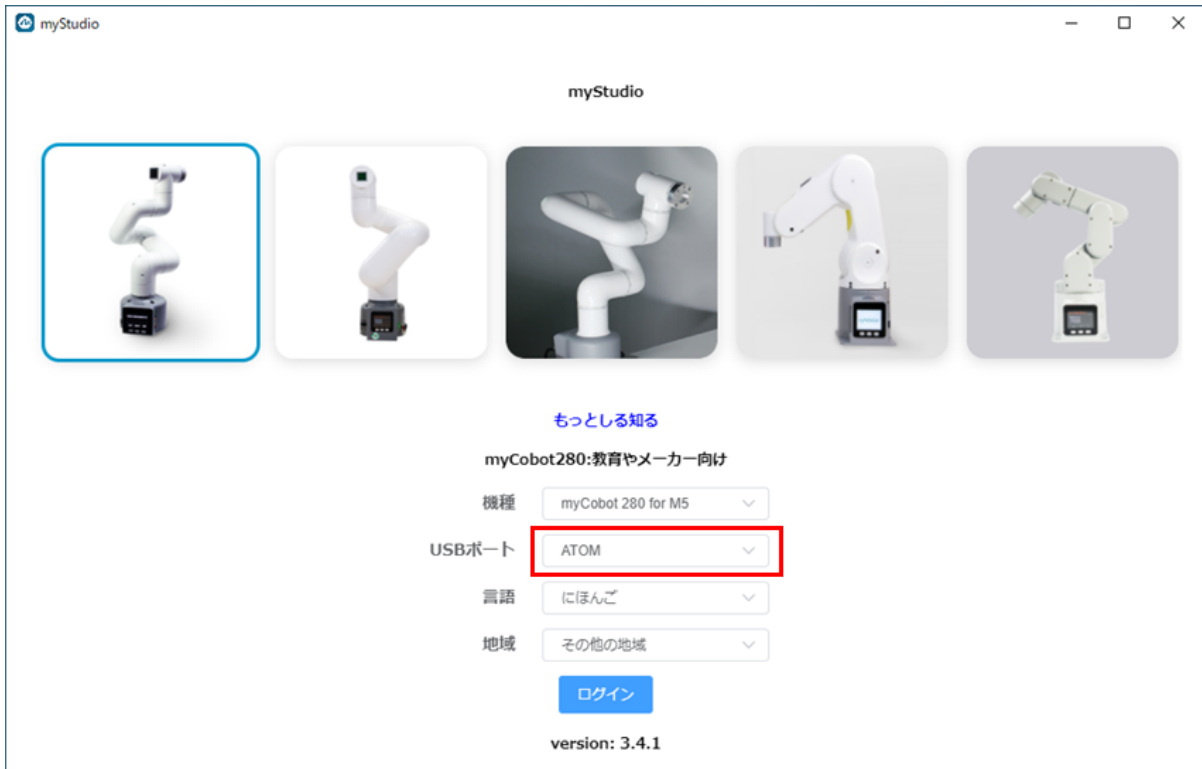 myStudio
myStudio
もっとしる知る
myCobot280:教育やメーカー向け
機種 myCobot 280 for M5
USBポート ATOM
言語 にほんご
地域 その他の地域
ログイン
version: 3.4.1